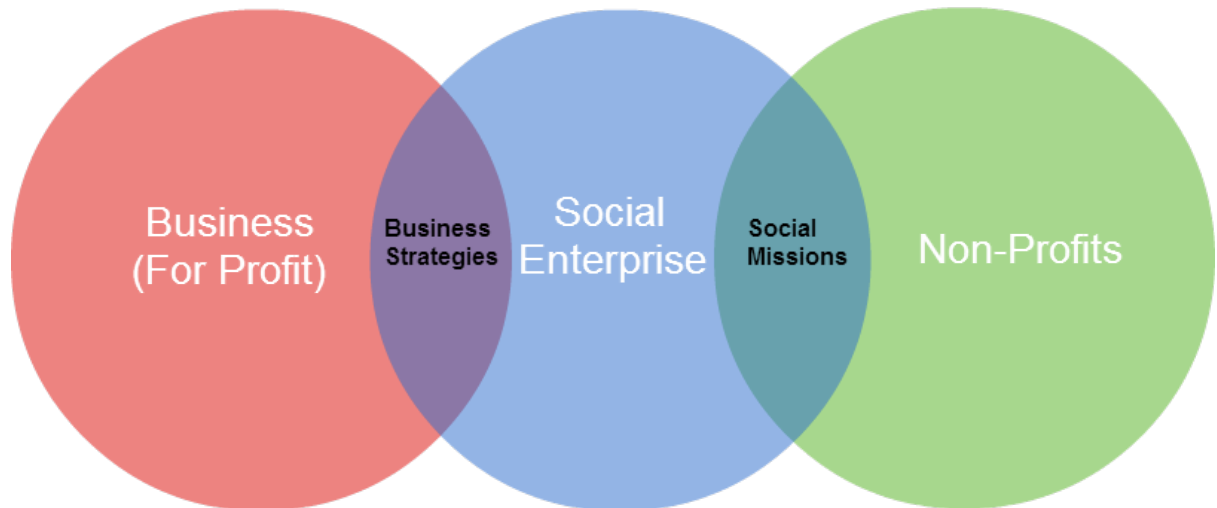 Business
(For Profit)
Business
Strategies
Social
Enterprise
Social
Missions
Non-Profits